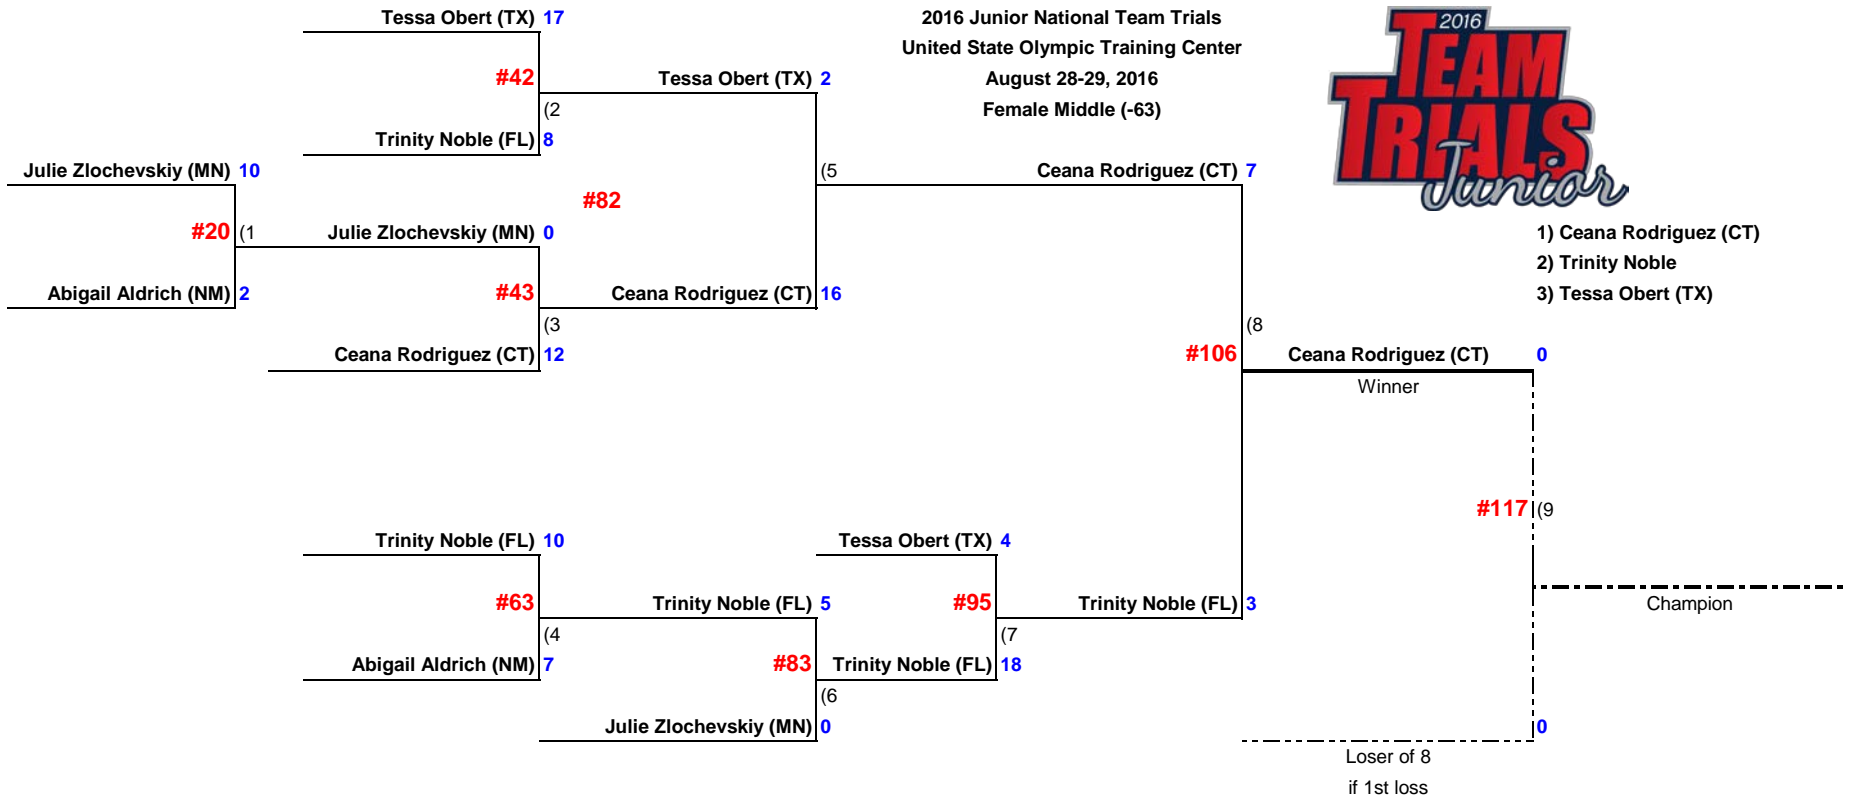 Tessa Obert (TX) 17
2016 Junior National Team Trials
2016
TEAM
TRIALS
Junior
United State Olympic Training Center
#42
Tessa Obert (TX) 2
August 28-29, 2016
(2
Female Middle (-63)
Trinity Noble (FL) 8
Julie Zlochevskiy (MN) 10
(5
Ceana Rodriguez (CT) 7
#82
#20 (1
Julie Zlochevskiy (MN) 0
1) Ceana Rodriguez (CT)
2) Trinity Noble
Abigail Aldrich (NM) 2
#43
Ceana Rodriguez (CT) 16
3) Tessa Obert (TX)
(3
(8
Ceana Rodriguez (CT) 12
#106
Ceana Rodriguez (CT) 0
Winner
#117 (9
Trinity Noble (FL) 10
Tessa Obert (TX) 4
#63
Trinity Noble (FL) 5
#95
Trinity Noble (FL) 3
Champion
(4
(7
Abigail Aldrich (NM) 7
#83
Trinity Noble (FL) 18
(6
Julie Zlochevskiy (MN) 0
0
Loser of 8
if 1st loss